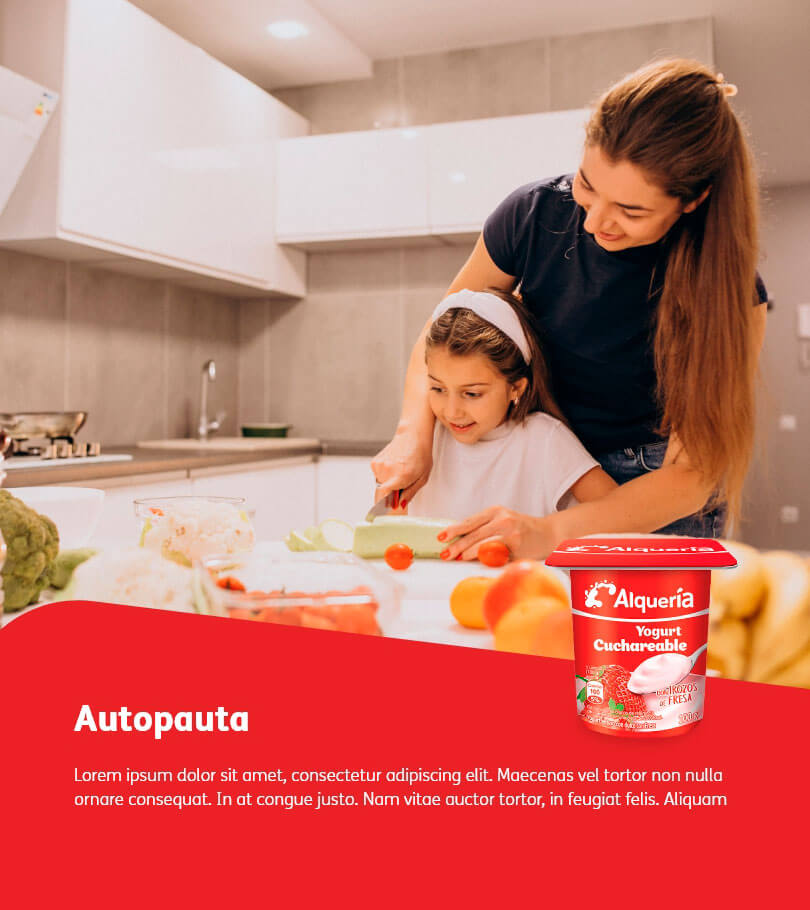 Alquería
Alquería
Yogurt
Cuchareable
CON TROZOS
DE FRESA
Autopauta
Lorem ipsum dolor sit amet, consectetur adipiscing elit. Maecenas vel tortor non nulla
ornare consequat. In at congue justo. Nam vitae auctor tortor, in feugiat felis. Aliquam